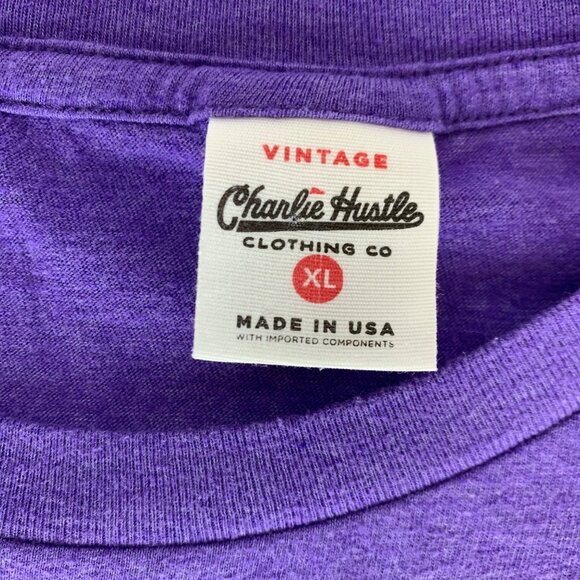 VINTAGE
Charlie Hustle
CLOTHING CO
XL
MADE IN USA
WITH IMPORTED COMPONENTS